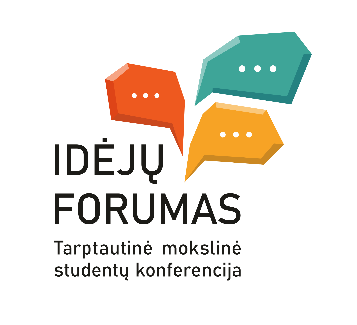 IDĖJŲ
FORUMAS
Tarptautinė mokslinė
studentų konferencija